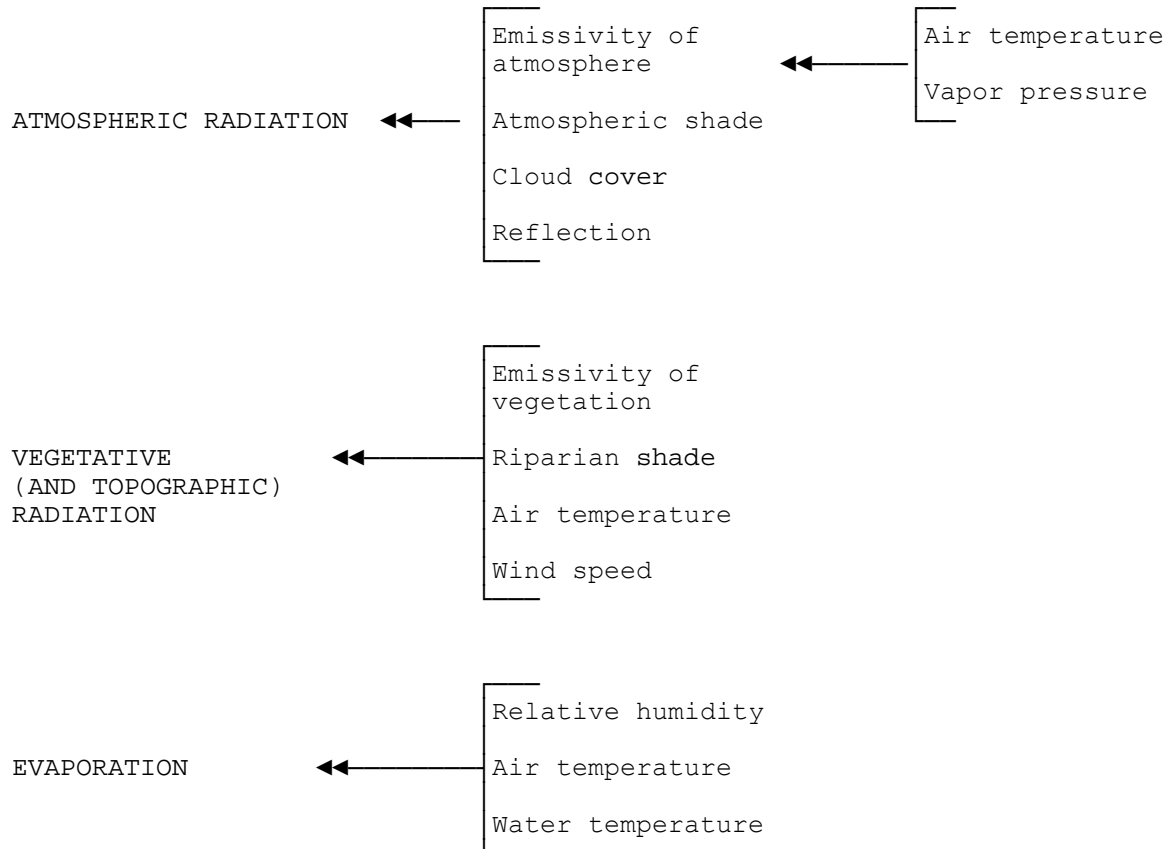 Emissivity of
atmosphere
Air temperature
Vapor pressure
ATMOSPHERIC RADIATION
Atmospheric shade
Cloud cover
Reflection
Emissivity of
vegetation
VEGETATIVE
(AND TOPOGRAPHIC)
RADIATION
Riparian shade
Air temperature
Wind speed
EVAPORATION
Relative humidity
Air temperature
Water temperature